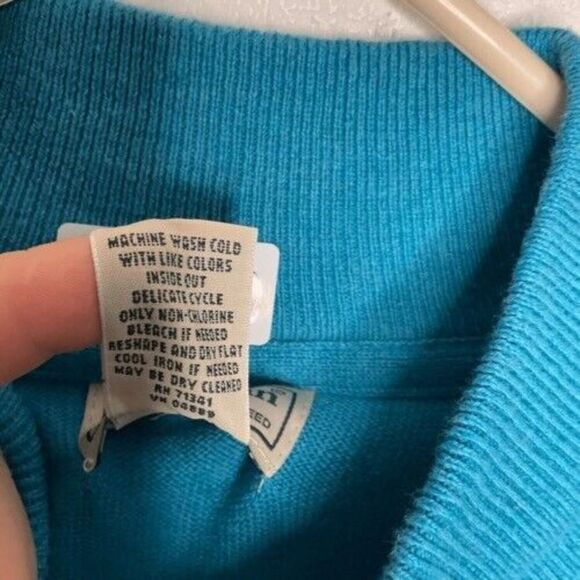 MACHINE WASH COLD
WITH LIKE COLORS
INSIDE OUT
DELICATE CYCLE
ONLY NON-CHLORINE
BLEACH IF NEEDED
RESHAPE AND DRY FLAT
COOL IRON IF NEEDED
MAY BE DRY CLEANED
RN 71341
VN 04889
EED